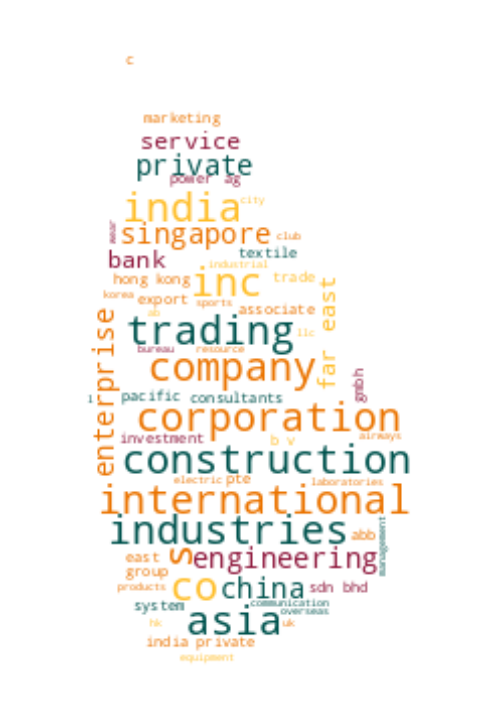 c
marketing
service
private
power ag
india
city
wear
singapore
club
textile
bank
industrial
hong kong
inc
trade
korea
export
sports
far east
ab
associate
trading
llc
enterprise
bureau
resource
company
gmbh
l
pacific
consultants
corporation
investment
b v
airways
construction
electric
pte
laboratories
international
industries
abb
management
east
s
engineering
group
products
co
china
sdn bhd
system
communication
overseas
asia
hk
uk
india private
equipment